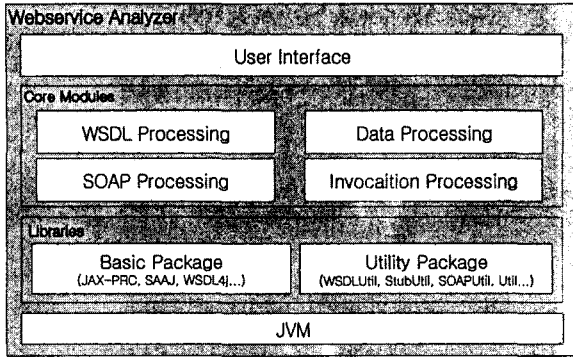 Webservice Analyzer
User Interface
Core Modules
WSDL Processing
Data Processing
SOAP Processing
Invocaition Processing
Libraries
Basic Package
(JAX-PRC, SAAJ, WSDL4j...)
Utility Package
(WSDLUtil, StubUtil, SOAPUtil, Util...)
JVM